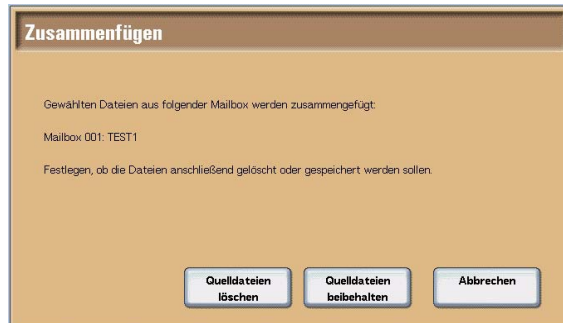 Zusammenfügen
Gewählten Dateien aus folgender Mailbox werden zusammengefügt:
Mailbox 001: TEST1
Festlegen, ob die Dateien anschließend gelöscht oder gespeichert werden sollen.
Quelldateien
löschen
Quelldateien
beibehalten
Abbrechen